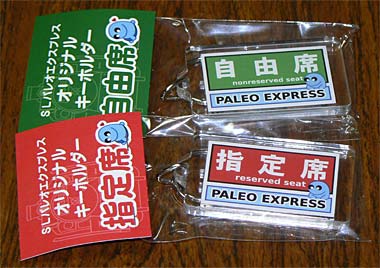 SLパレオエクスプレス
オリジナル
キーホルダー
自由席
自由席
nonreserved seat
PALEO EXPRESS
SLパレオエクスプレス
オリジナル
キーホルダー
指定席
指定席
reserved seat
PALEO EXPRESS